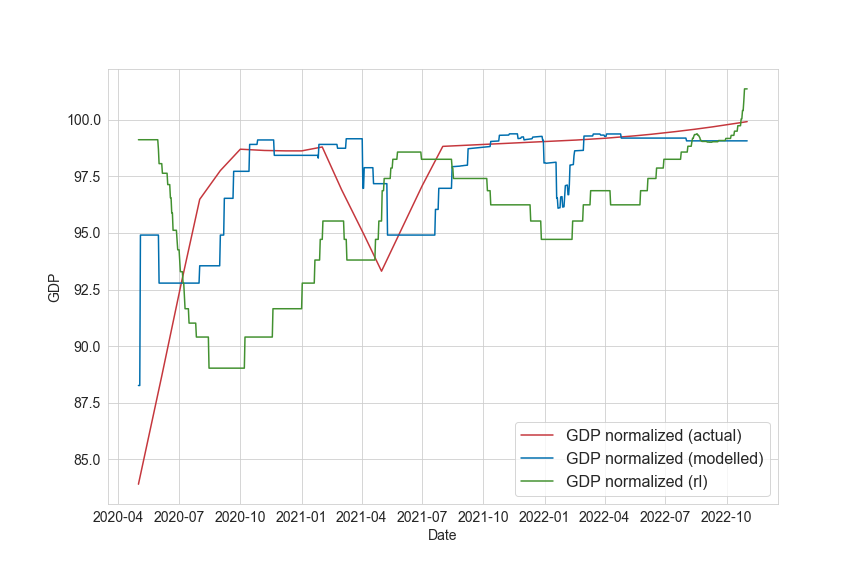 100.0
97.5
95.0
92.5
90.0
87.5
85.0
GDP
GDP normalized (actual)
GDP normalized (modelled)
GDP normalized (rl)
2020-04 2020-07 2020-10 2021-01 2021-04 2021-07 2021-10 2022-01 2022-04 2022-07 2022-10
Date